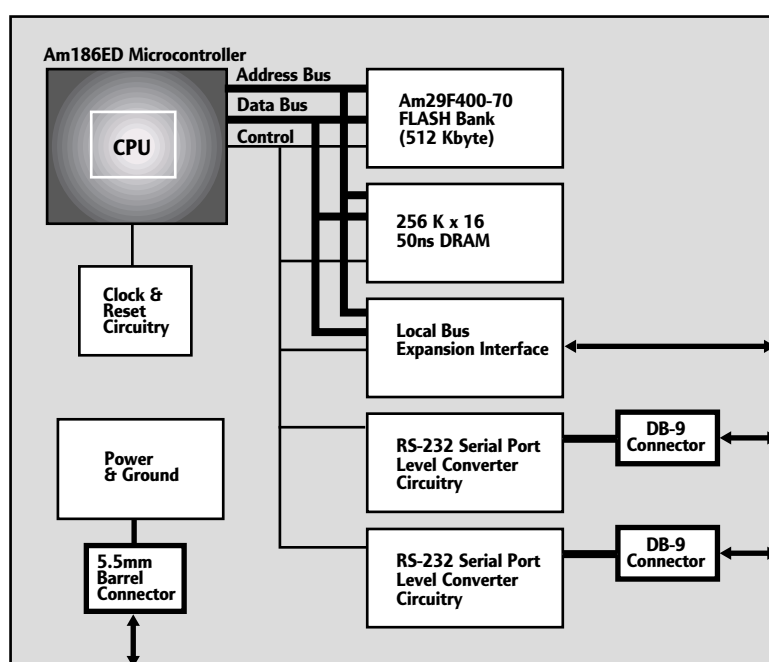 Am186ED Microcontroller
CPU
Address Bus
Data Bus
Control
Am29F400-70
FLASH Bank
(512 Kbyte)
256 K x 16
50ns DRAM
Clock &
Reset
Circuitry
Local Bus
Expansion Interface
RS-232 Serial Port
Level Converter
Circuitry
DB-9
Connector
Power
& Ground
5.5mm
Barrel
Connector
RS-232 Serial Port
Level Converter
Circuitry
DB-9
Connector